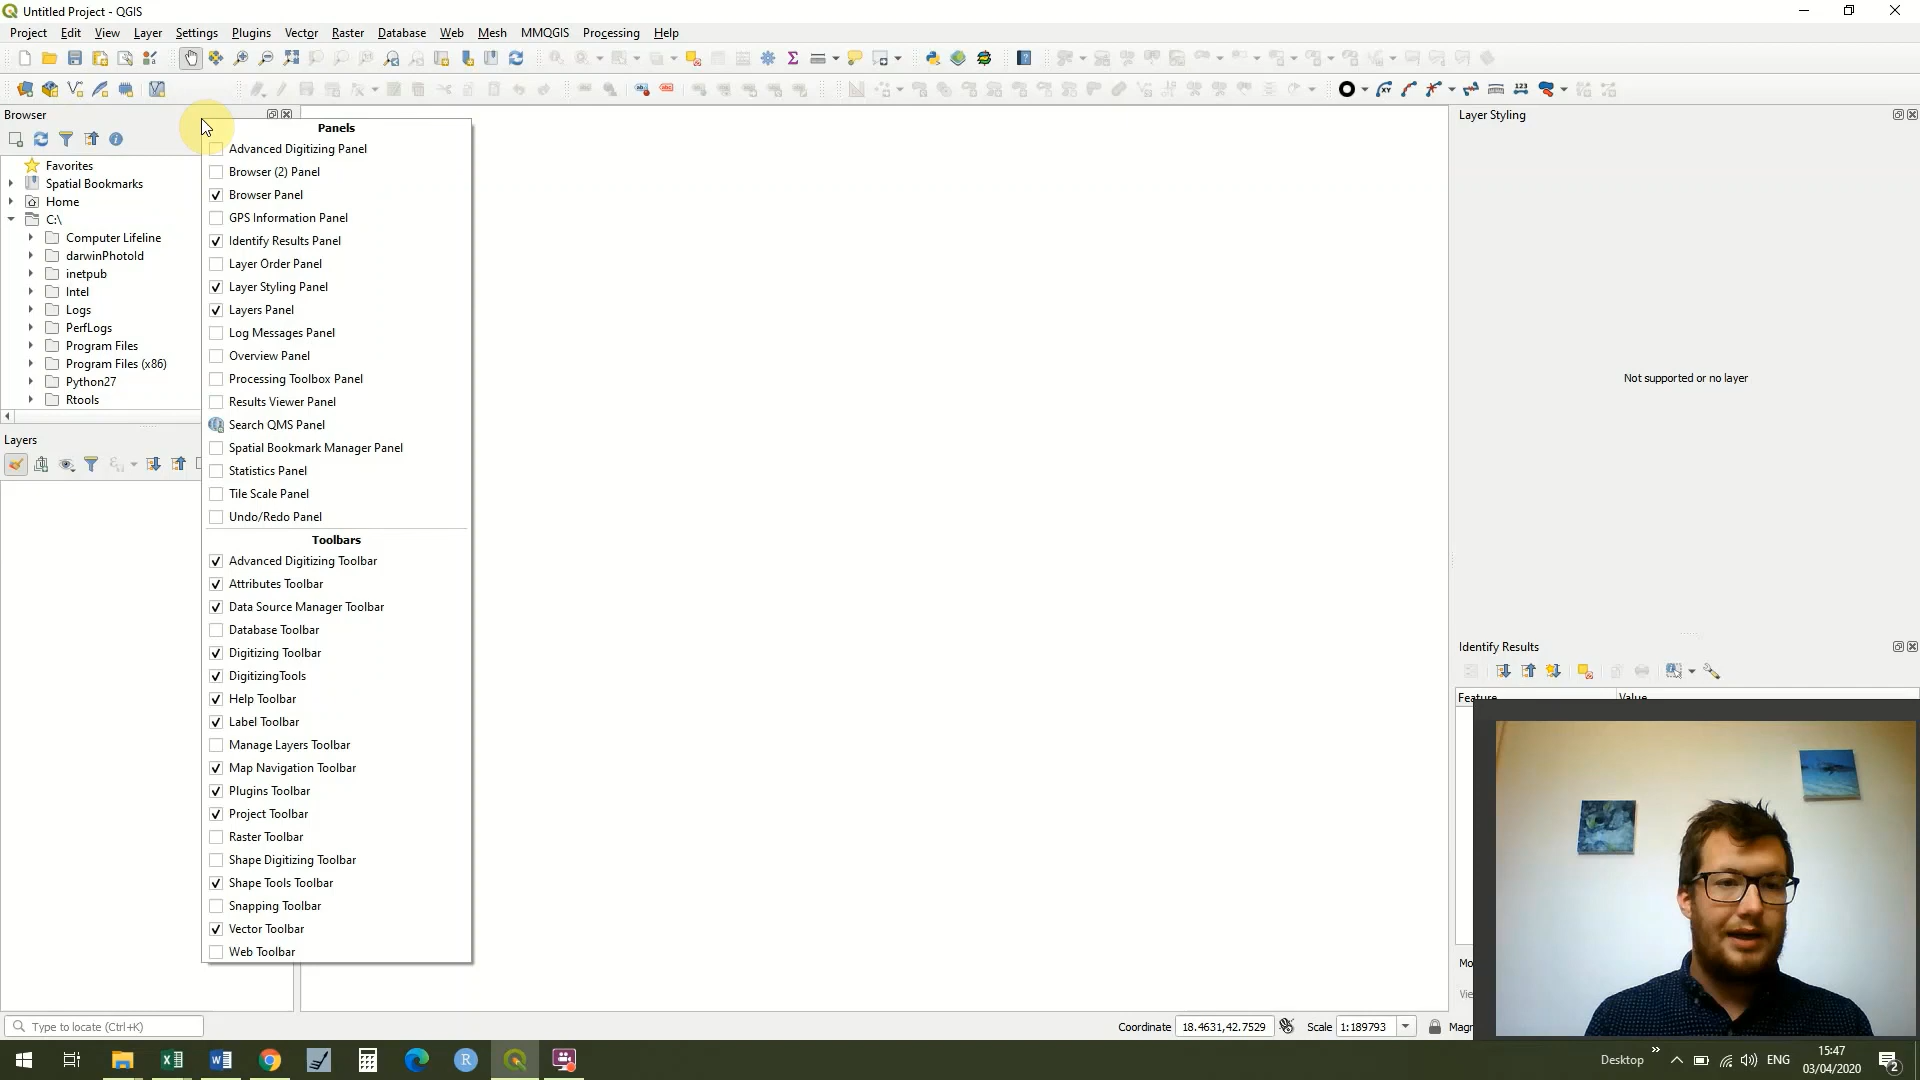 Untitled Project - QGIS
Project Edit View Layer Settings Plugins Vector Raster Database Web Mesh MMQGIS Processing Help
Browser
Favorites
Spatial Bookmarks
Home
C:\
Computer Lifeline
darwinPhotoId
inetpub
Intel
Logs
PerfLogs
Program Files
Program Files (x86)
Python27
Rtools
Layers
Panels
Advanced Digitizing Panel
Browser (2) Panel
Browser Panel
GPS Information Panel
Identify Results Panel
Layer Order Panel
Layer Styling Panel
Layers Panel
Log Messages Panel
Overview Panel
Processing Toolbox Panel
Results Viewer Panel
Search QMS Panel
Spatial Bookmark Manager Panel
Statistics Panel
Tile Scale Panel
Undo/Redo Panel
Toolbars
Advanced Digitizing Toolbar
Attributes Toolbar
Data Source Manager Toolbar
Database Toolbar
Digitizing Toolbar
DigitizingTools
Help Toolbar
Label Toolbar
Manage Layers Toolbar
Map Navigation Toolbar
Plugins Toolbar
Project Toolbar
Raster Toolbar
Shape Digitizing Toolbar
Shape Tools Toolbar
Snapping Toolbar
Vector Toolbar
Web Toolbar
Layer Styling
Not supported or no layer
Identify Results
Feature Value
Mo
Vie
Type to locate (Ctrl+K)
Coordinate 18.4631,42.7529 Scale 1:189793 Magn
Desktop ENG 15:47
03/04/2020
2